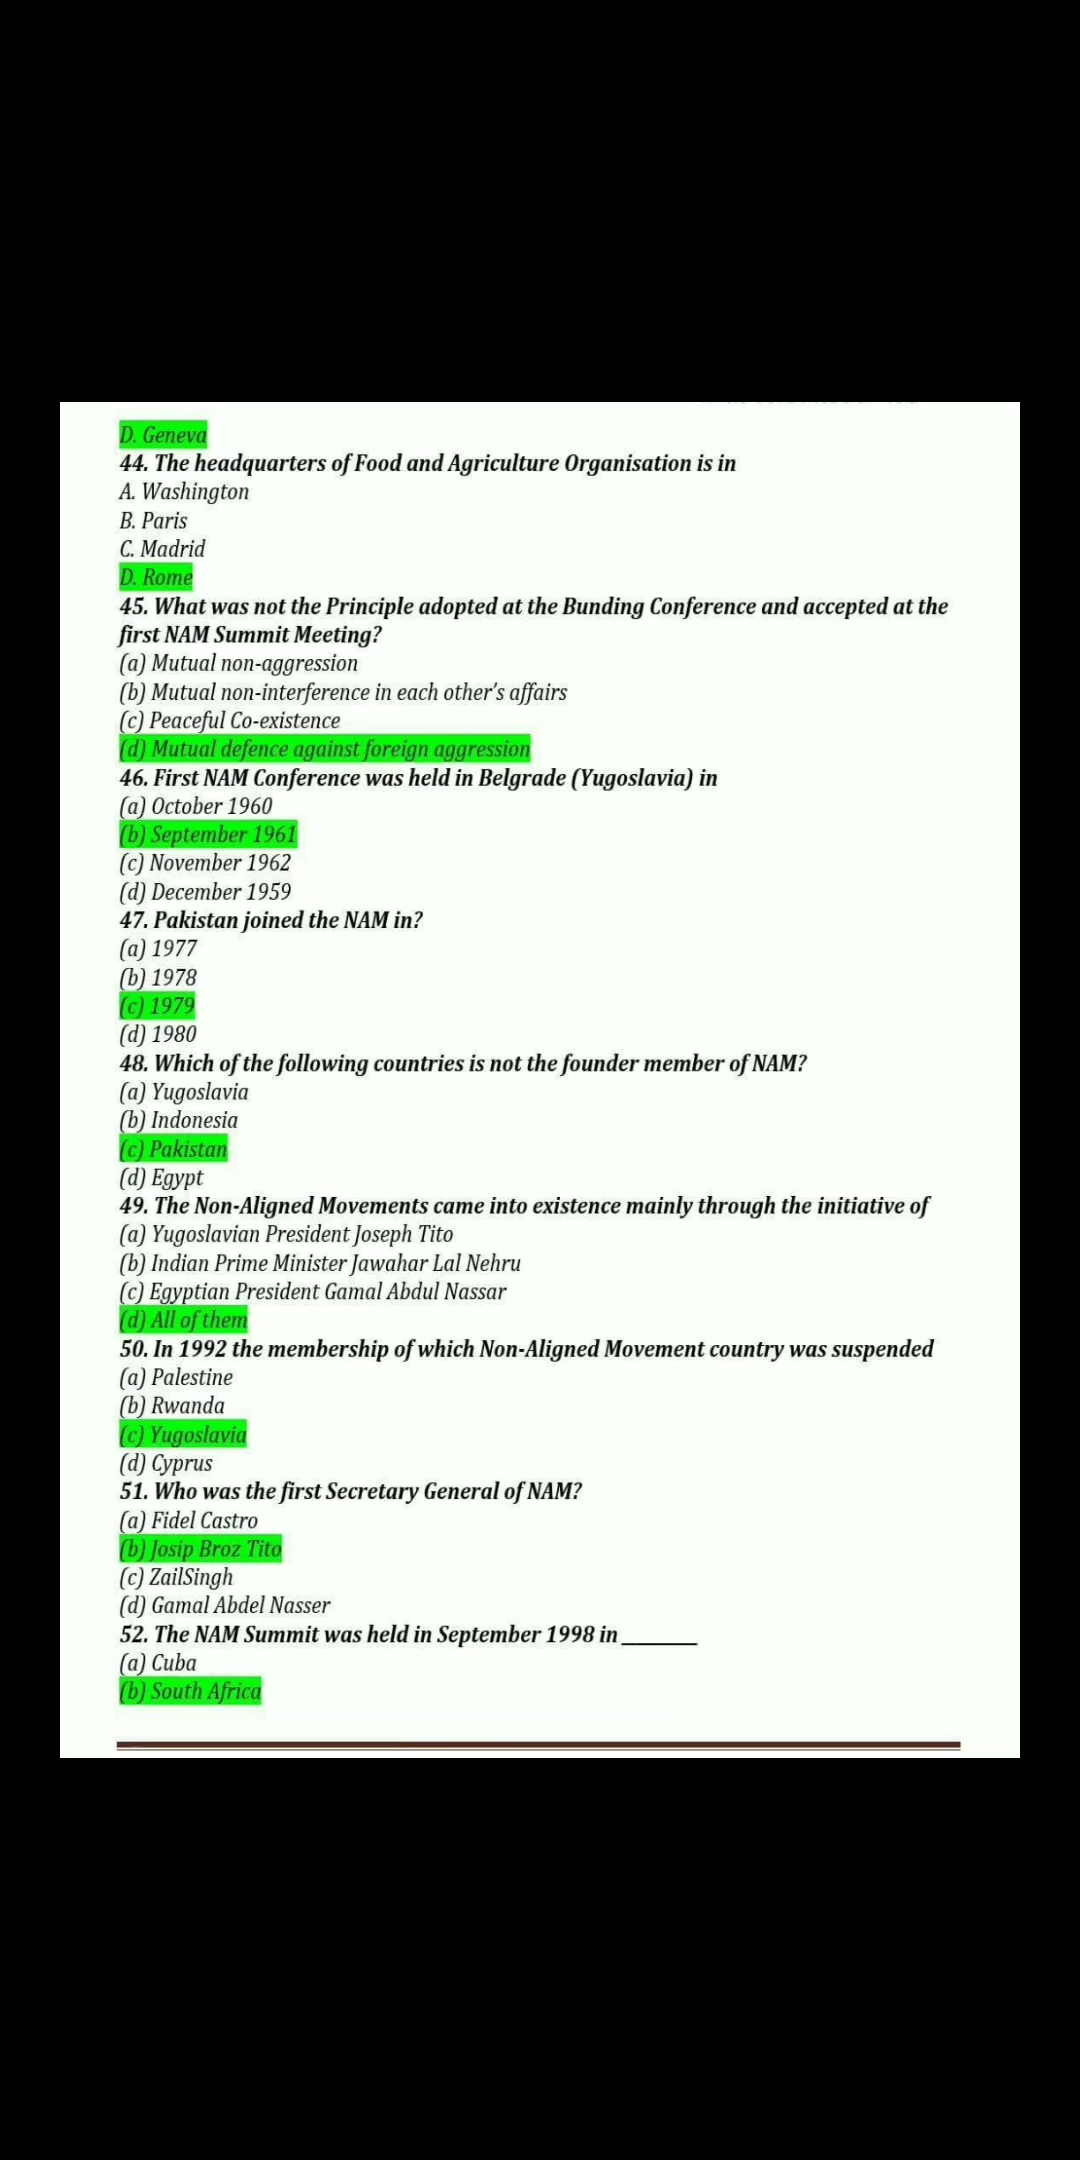 D. Geneva
44. The headquarters of Food and Agriculture Organisation is in
A. Washington
B. Paris
C. Madrid
D. Rome
45. What was not the Principle adopted at the Bunding Conference and accepted at the
first NAM Summit Meeting?
(a) Mutual non-aggression
(b) Mutual non-interference in each other's affairs
(c) Peaceful Co-existence
(d) Mutual defence against foreign aggression
46. First NAM Conference was held in Belgrade (Yugoslavia) in
(a) October 1960
(b) September 1961
(c) November 1962
(d) December 1959
47. Pakistan joined the NAM in?
(a) 1977
(b) 1978
(c) 1979
(d) 1980
48. Which of the following countries is not the founder member of NAM?
(a) Yugoslavia
(b) Indonesia
(c) Pakistan
(d) Egypt
49. The Non-Aligned Movements came into existence mainly through the initiative of
(a) Yugoslavian President Joseph Tito
(b) Indian Prime Minister Jawahar Lal Nehru
(c) Egyptian President Gamal Abdul Nassar
(d) All of them
50. In 1992 the membership of which Non-Aligned Movement country was suspended
(a) Palestine
(b) Rwanda
(c) Yugoslavia
(d) Cyprus
51. Who was the first Secretary General of NAM?
(a) Fidel Castro
(b) Josip Broz Tito
(c) ZailSingh
(d) Gamal Abdel Nasser
52. The NAM Summit was held in September 1998 in ________
(a) Cuba
(b) South Africa